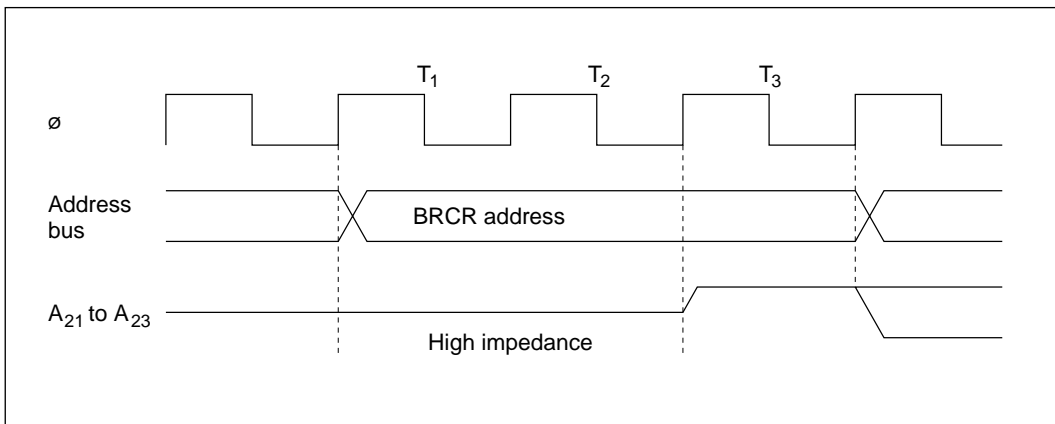 T1 T2 T3
ø
Address
bus
BRCR address
A21 to A23
High impedance